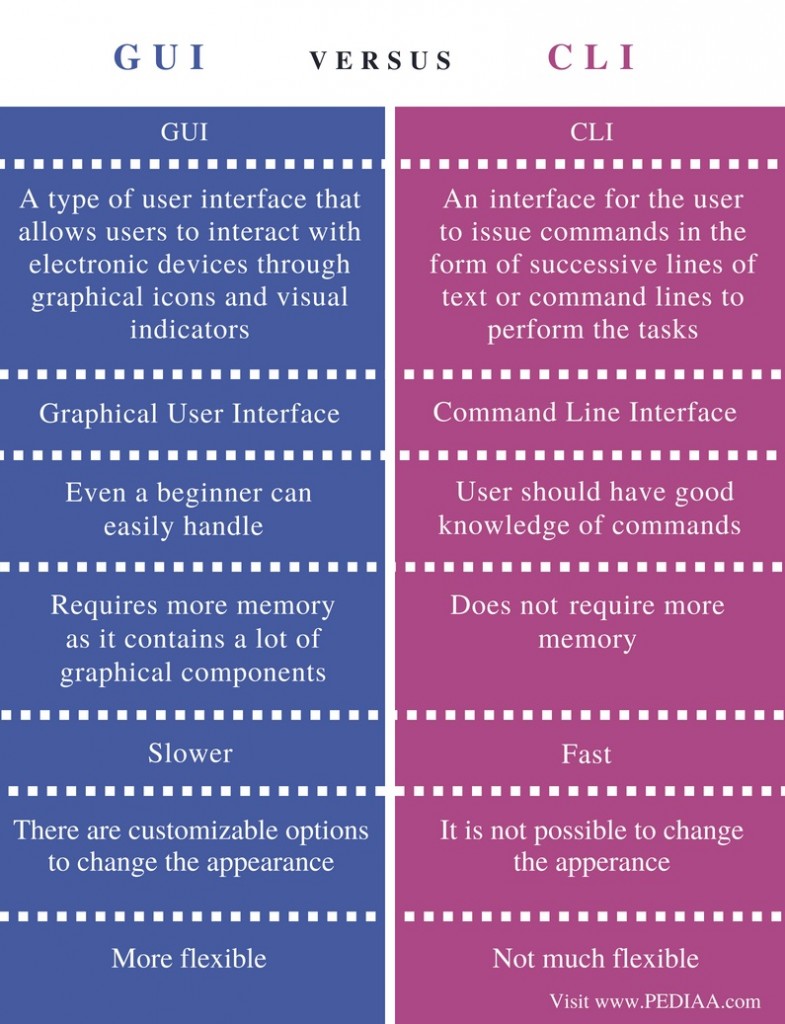 GUI VERSUS CLI
GUI
CLI
A type of user interface that
allows users to interact with
electronic devices through
graphical icons and visual
indicators
An interface for the user
to issue commands in the
form of successive lines of
text or command lines to
perform the tasks
Graphical User Interface
Command Line Interface
Even a beginner can
easily handle
User should have good
knowledge of commands
Requires more memory
as it contains a lot of
graphical components
Does not require more
memory
Slower
Fast
There are customizable options
to change the appearance
It is not possible to change
the apperance
More flexible
Not much flexible
Visit www.PEDIAA.com